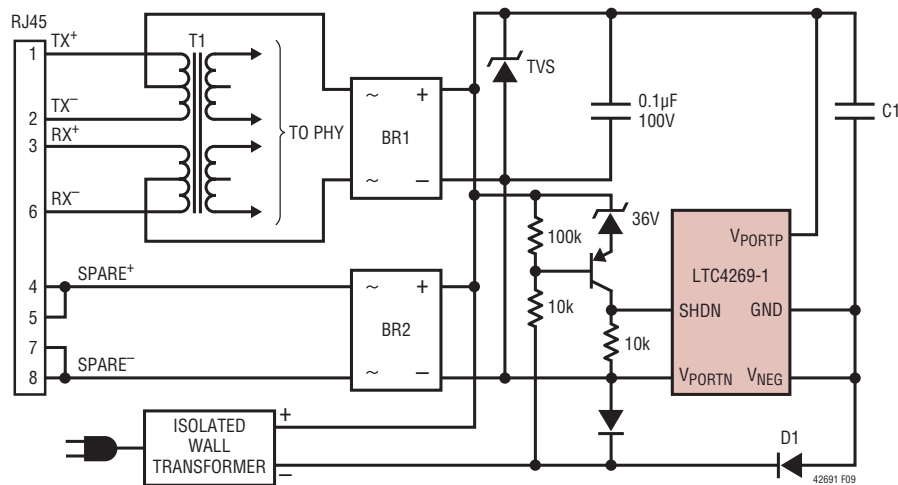 RJ45
1
TX+
T1
2
TX–
3
RX+
6
RX–
TO PHY
~
+
BR1
~
–
TVS
0.1µF
100V
C1
100k
36V
10k
10k
VPORTP
LTC4269-1
SHDN
GND
VPORTN
VNEG
4
SPARE+
5
7
8
SPARE–
~
+
BR2
~
–
+
ISOLATED
WALL
TRANSFORMER
–
D1
42691 F09